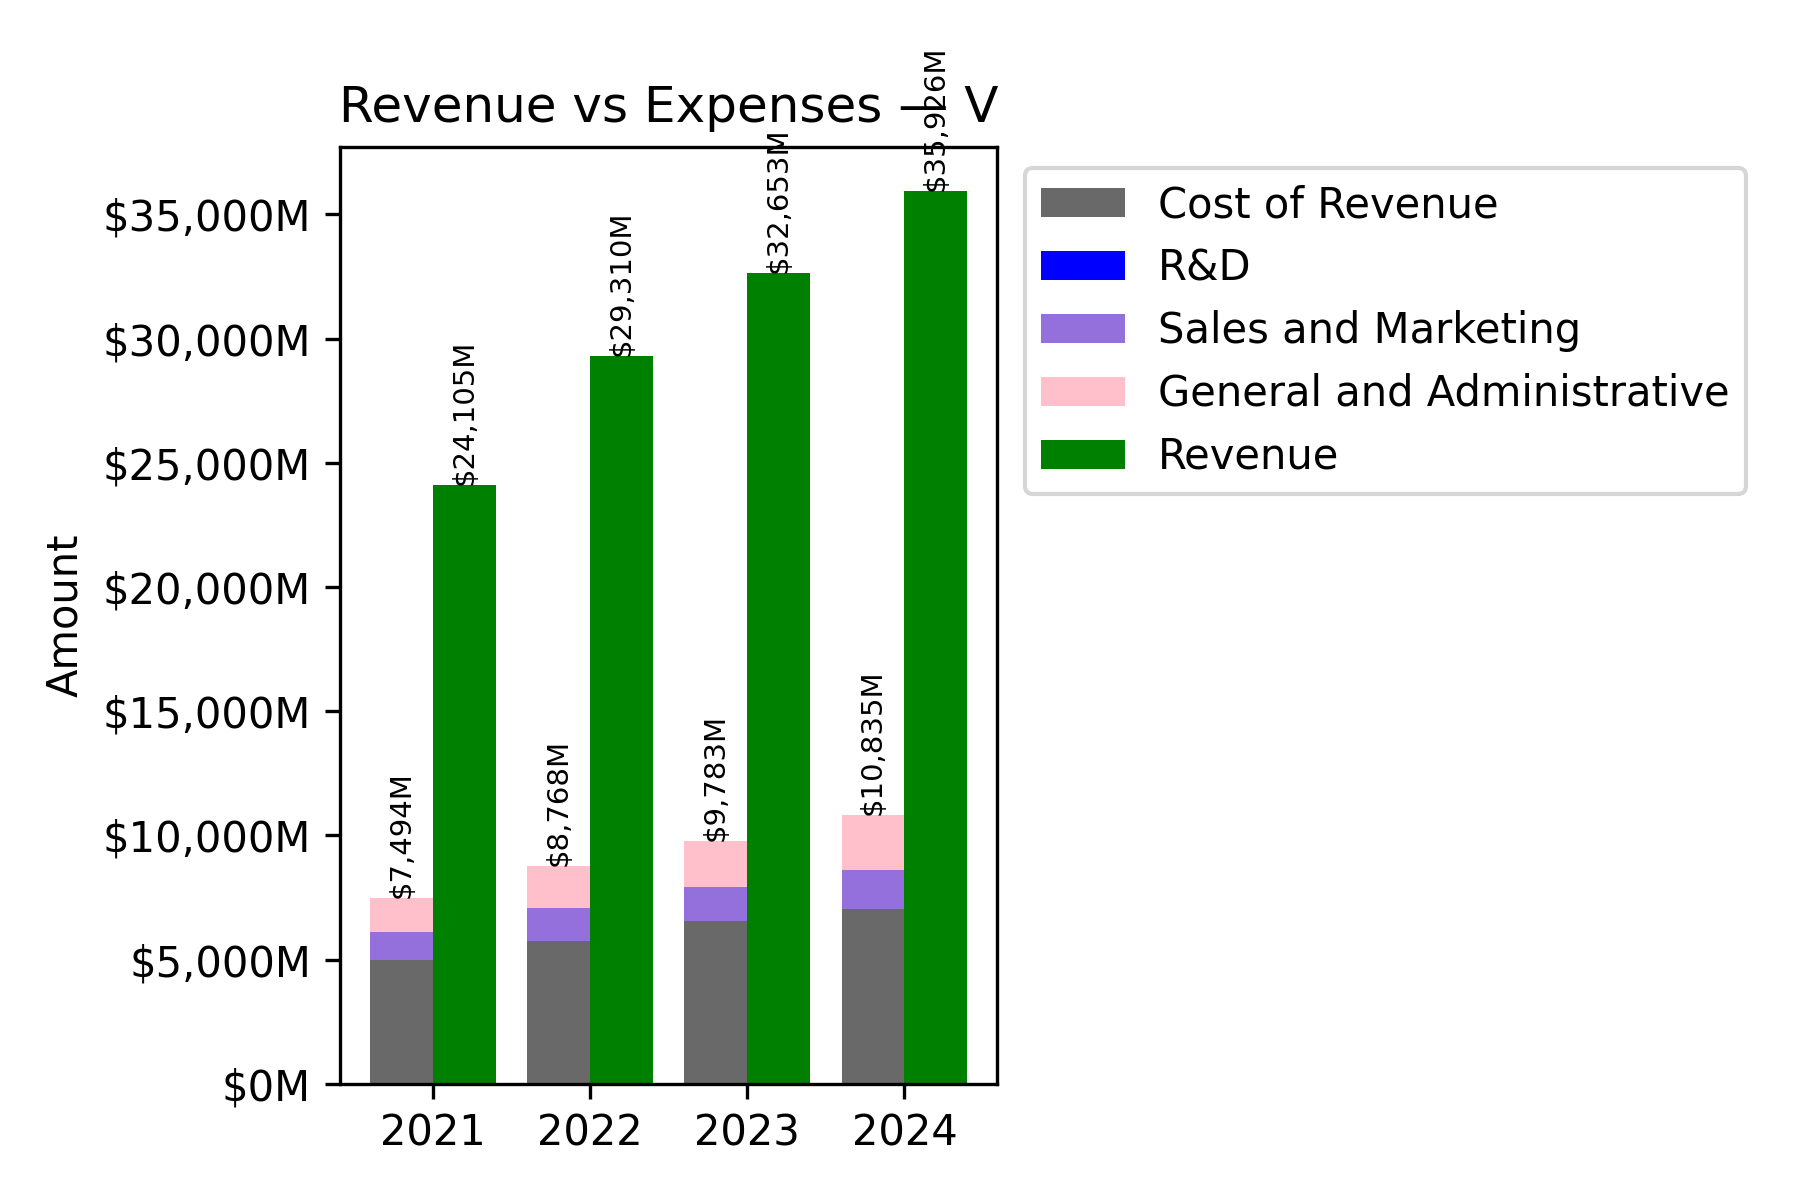 Revenue vs Expenses — V
$35,926M
$32,653M
$29,310M
$24,105M
$10,835M
$9,783M
$8,768M
$7,494M
$35,000M
$30,000M
$25,000M
$20,000M
$15,000M
$10,000M
$5,000M
$0M
Amount
2021 2022 2023 2024
Cost of Revenue
R&D
Sales and Marketing
General and Administrative
Revenue